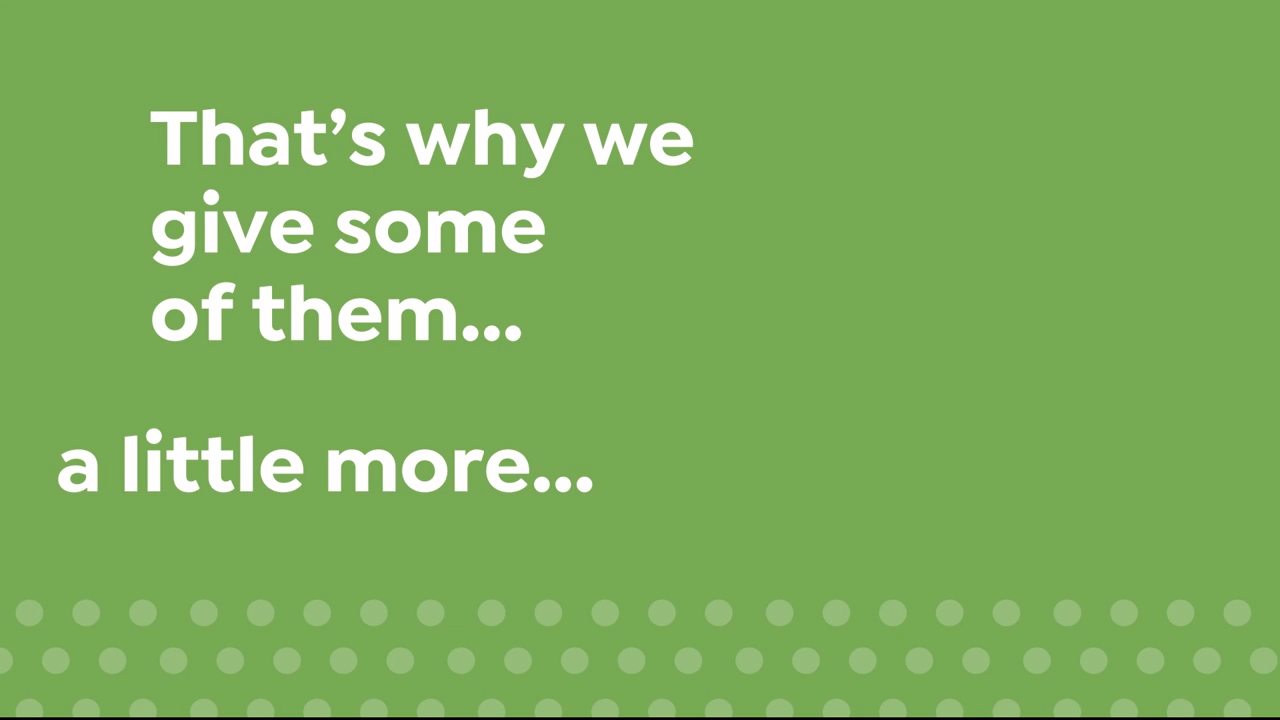 That’s why we
give some
of them...
a little more...